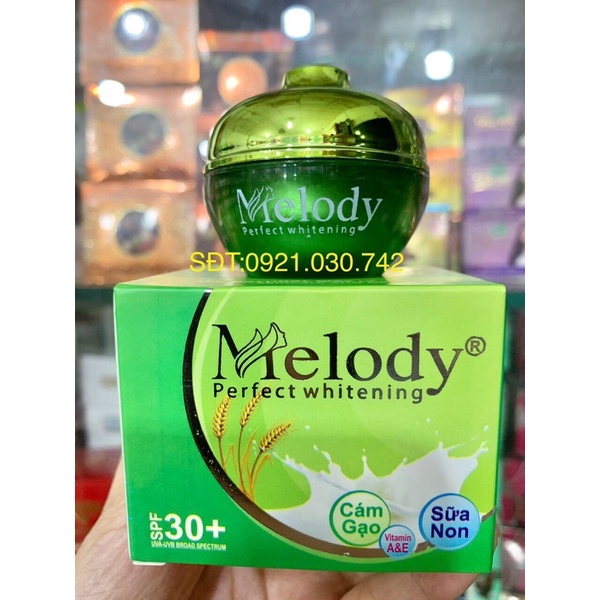 Melody
Perfect whitening
SĐT:0921.030.742
Melody®
Perfect whitening
Cám
Gạo
Vitamin
A&E
Sữa
Non
SPF 30+
UVA-UVB BROAD SPECTRUM